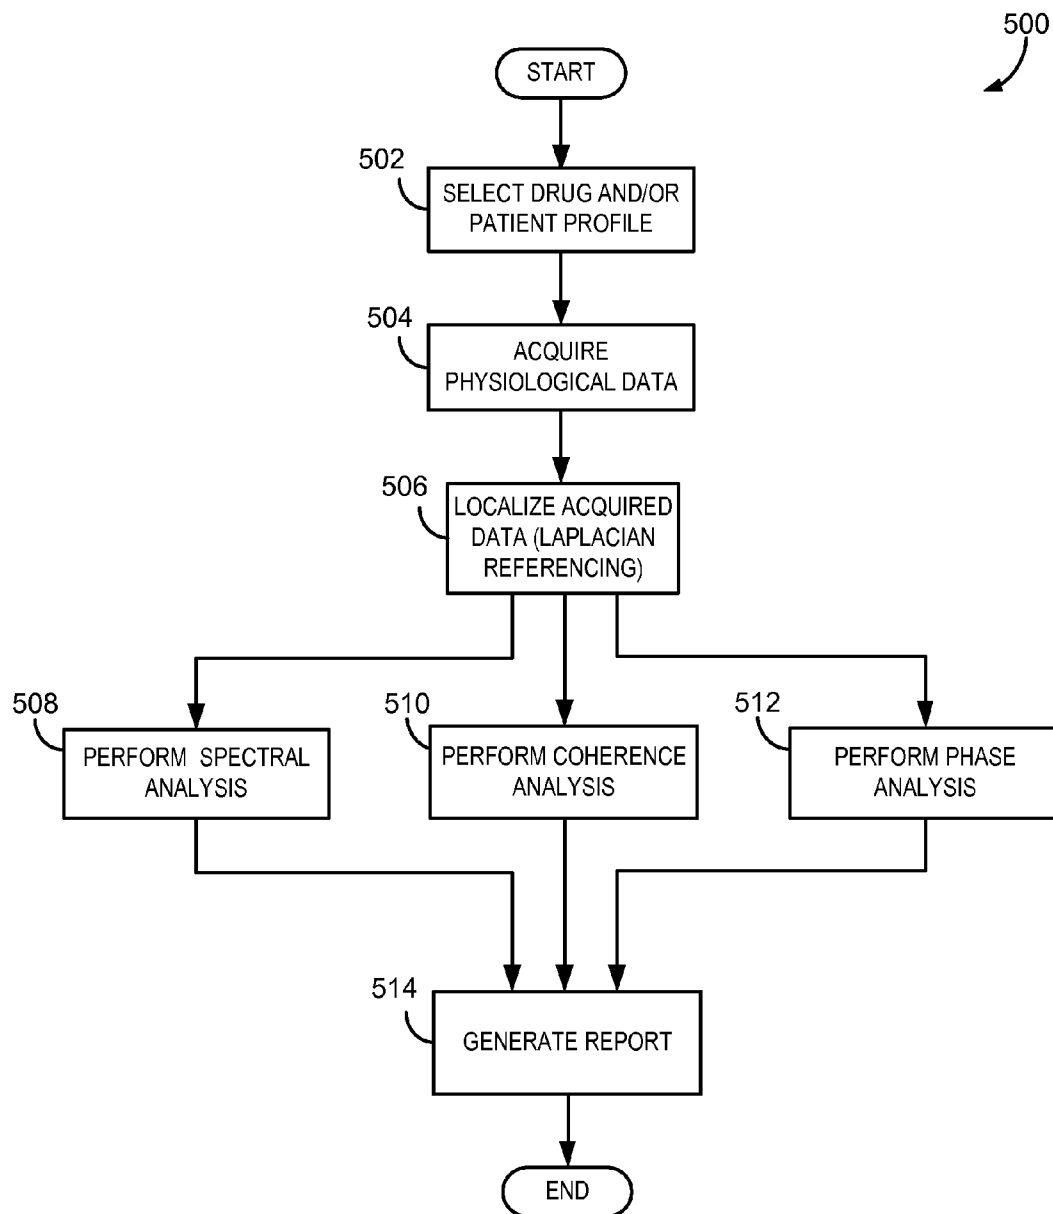 500
START
502
SELECT DRUG AND/OR
PATIENT PROFILE
504
ACQUIRE
PHYSIOLOGICAL DATA
506
LOCALIZE ACQUIRED
DATA (LAPLACIAN
REFERENCING)
508
PERFORM SPECTRAL
ANALYSIS
510
PERFORM COHERENCE
ANALYSIS
512
PERFORM PHASE
ANALYSIS
514
GENERATE REPORT
END